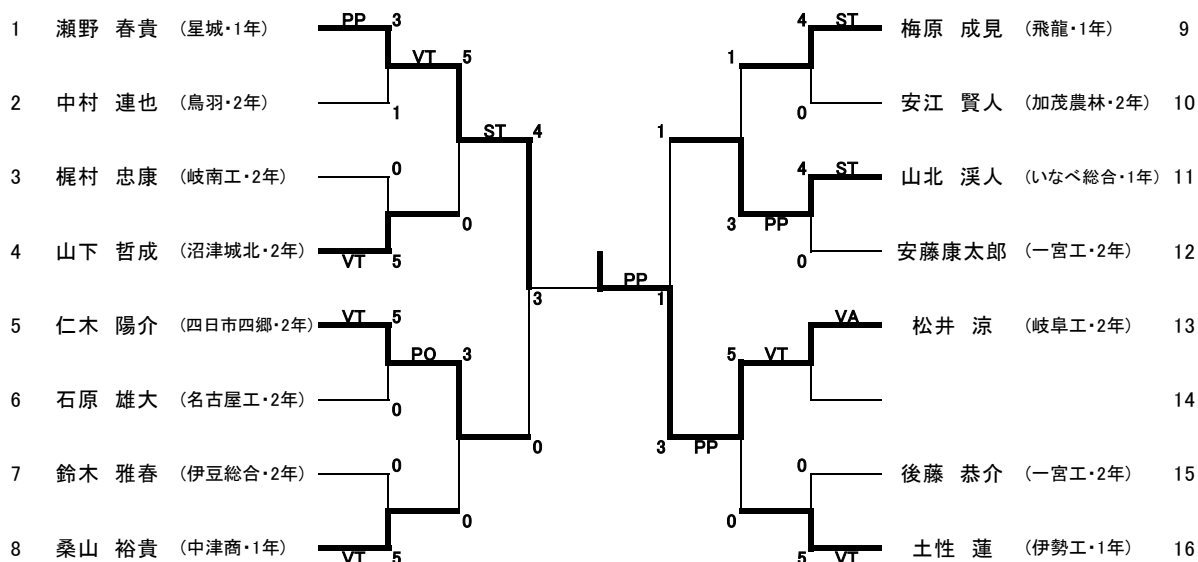 PP 3
1 瀬野 春貴 (星城・1年)
VT 5
2 中村 連也 (鳥羽・2年)
1
ST 4
0
3 梶村 忠康 (岐南工・2年)
0
4 山下 哲成 (沼津城北・2年)
VT 5
3
5 仁木 陽介 (四日市四郷・2年) VT 5
PO 3
6 石原 雄大 (名古屋工・2年)
0
0
7 鈴木 雅春 (伊豆総合・2年) 0
0
8 桑山 裕貴 (中津商・1年)
VT 5
PP
1
4 ST
梅原 成見 (飛龍・1年) 9
1
安江 賢人 (加茂農林・2年) 10
0
1
4 ST
山北 渓人 (いなべ総合・1年) 11
3 PP
安藤康太郎 (一宮工・2年) 12
0
VA
松井 涼 (岐阜工・2年) 13
5 VT
14
3 PP
0
後藤 恭介 (一宮工・2年) 15
0
土性 蓮 (伊勢工・1年) 16
5 VT